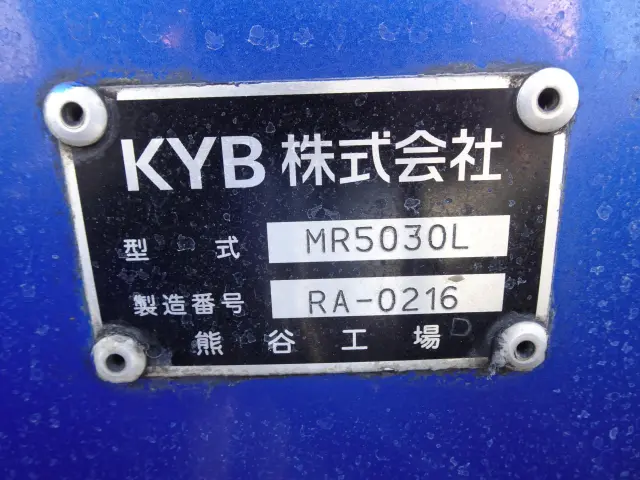 KYB 株式会社
型式 MR5030L
製造番号 RA-0216
熊谷工場 D